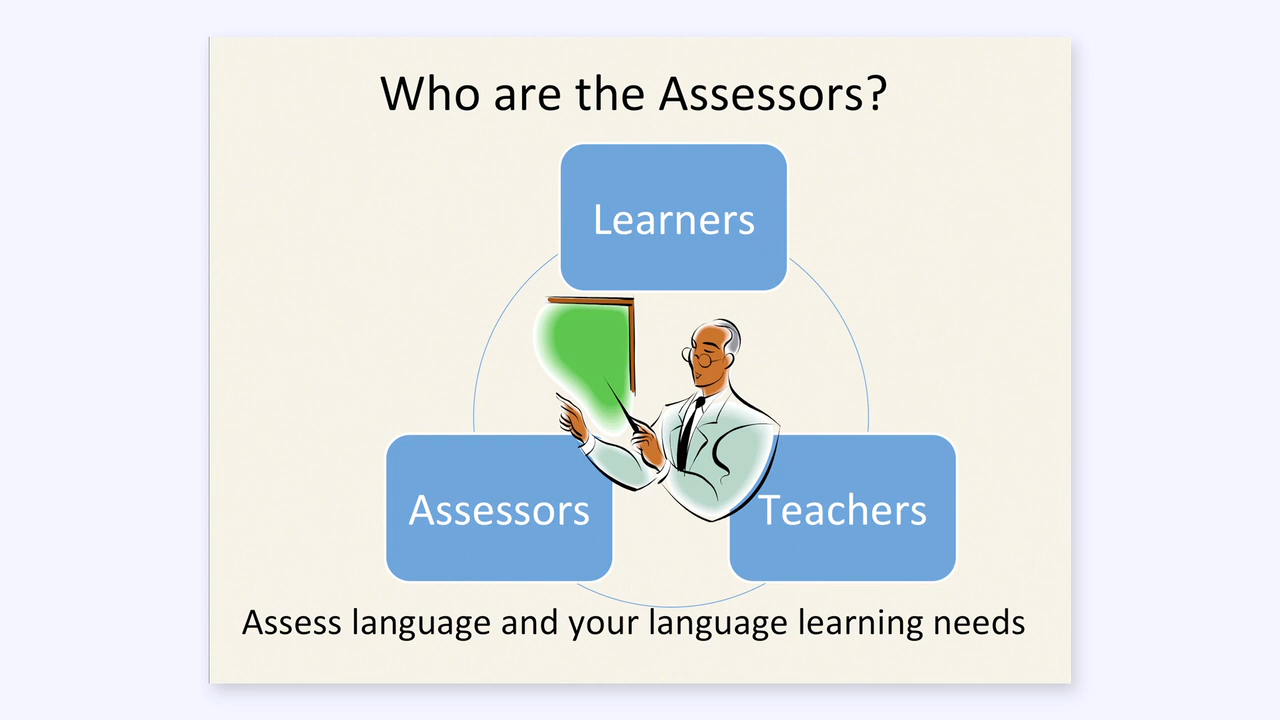 Who are the Assessors?
Learners
Assessors
Teachers
Assess language and your language learning needs